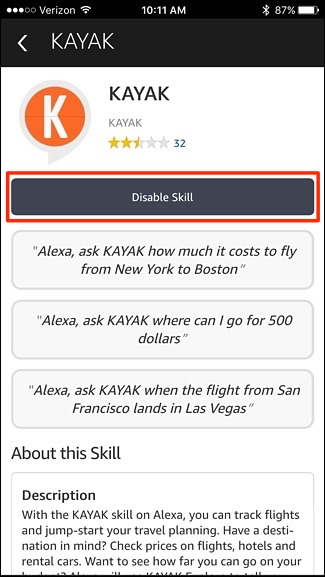 Verizon 10:11 AM 87%
KAYAK
K
KAYAK
KAYAK
32
Disable Skill
"Alexa, ask KAYAK how much it costs to fly
from New York to Boston"
"Alexa, ask KAYAK where can I go for 500
dollars"
"Alexa, ask KAYAK when the flight from San
Francisco lands in Las Vegas"
About this Skill
Description
With the KAYAK skill on Alexa, you can track flights
and jump-start your travel planning. Have a desti-
nation in mind? Check prices on flights, hotels and
rental cars. Want to see how far you can go on your